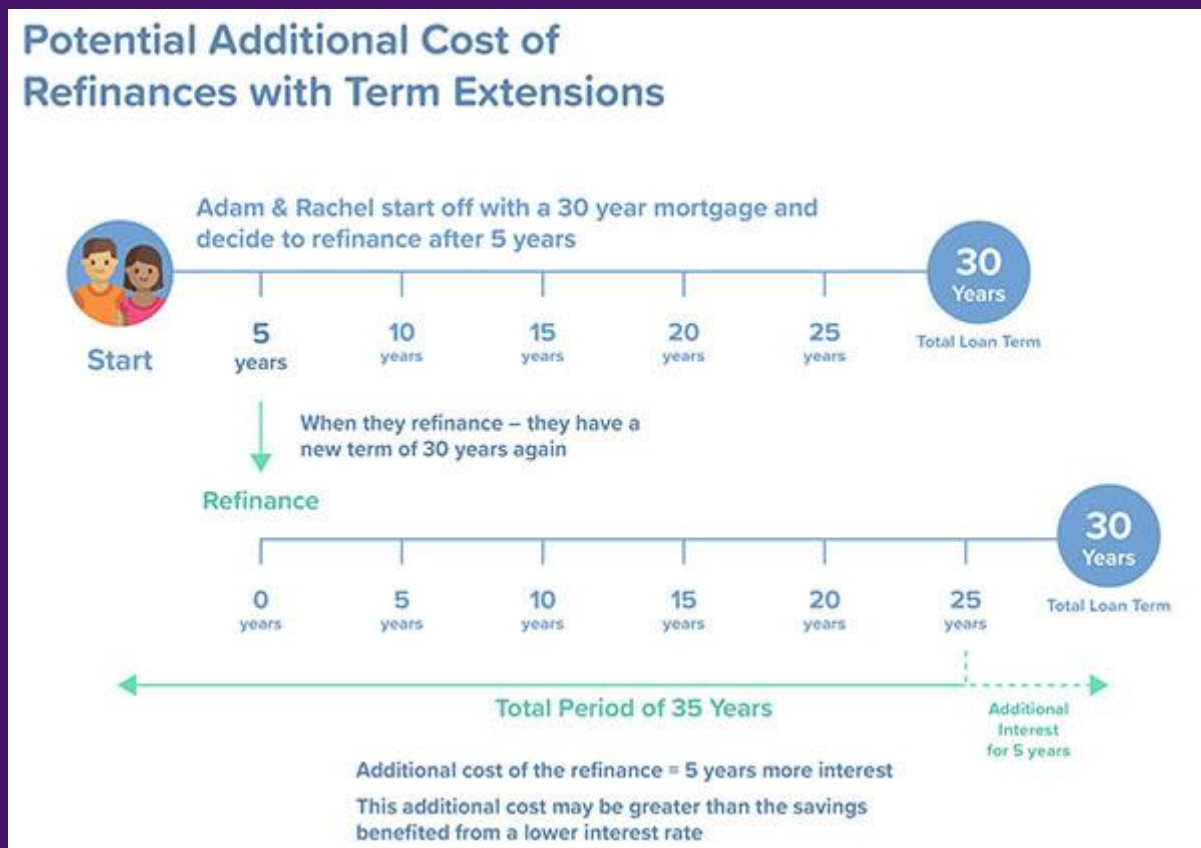 Potential Additional Cost of
Refinances with Term Extensions
Adam & Rachel start off with a 30 year mortgage and
decide to refinance after 5 years
30
Years
Total Loan Term
Start
5
years
10
years
15
years
20
years
25
years
When they refinance – they have a
new term of 30 years again
Refinance
30
Years
Total Loan Term
0
years
5
years
10
years
15
years
20
years
25
years
Total Period of 35 Years
Additional
Interest
for 5 years
Additional cost of the refinance = 5 years more interest
This additional cost may be greater than the savings
benefited from a lower interest rate